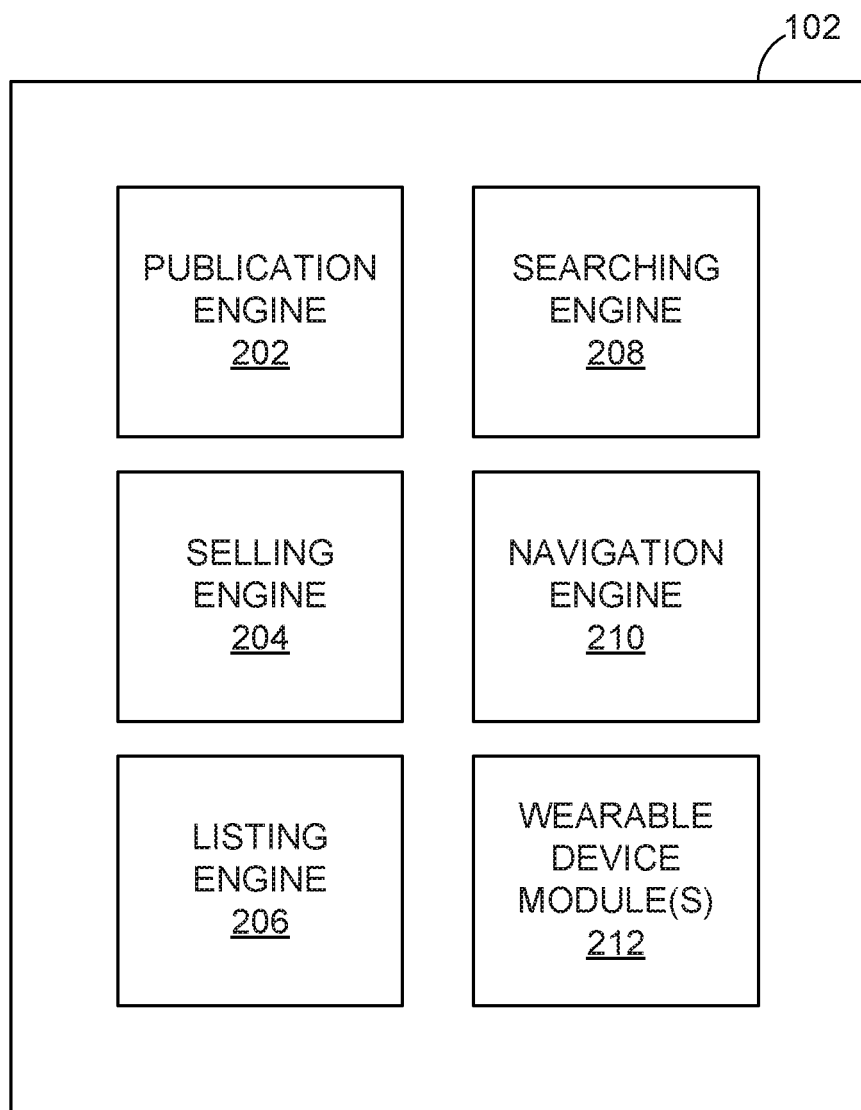 102
PUBLICATION
ENGINE
202
SEARCHING
ENGINE
208
SELLING
ENGINE
204
NAVIGATION
ENGINE
210
LISTING
ENGINE
206
WEARABLE
DEVICE
MODULE(S)
212